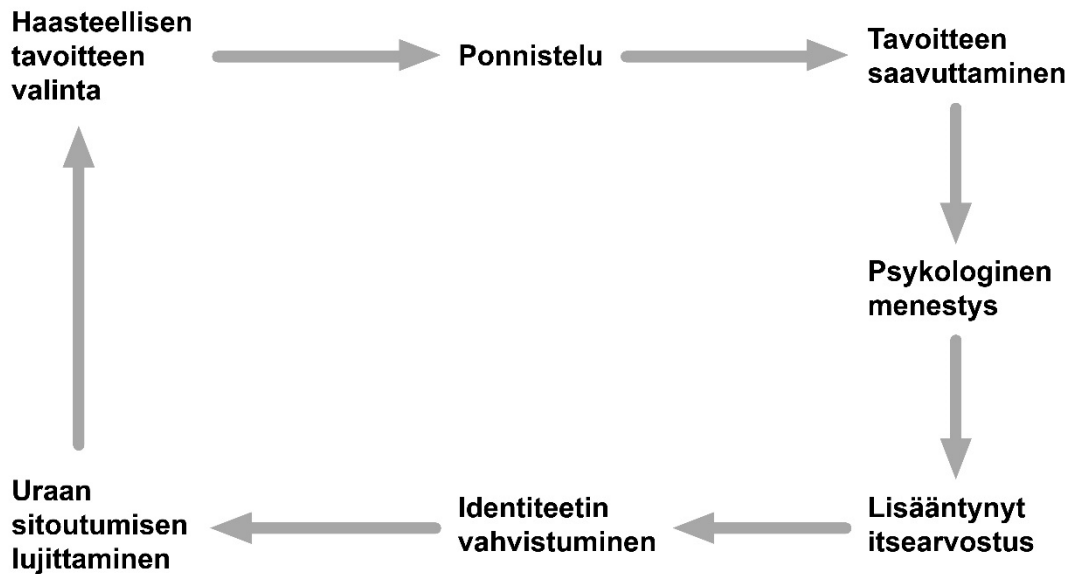 Haasteellisen
tavoitteen
valinta
Ponnistelu
Tavoitteen
saavuttaminen
Psykologinen
menestys
Lisääntynyt
itsearvostus
Identiteetin
vahvistuminen
Uraan
sitoutumisen
lujittaminen